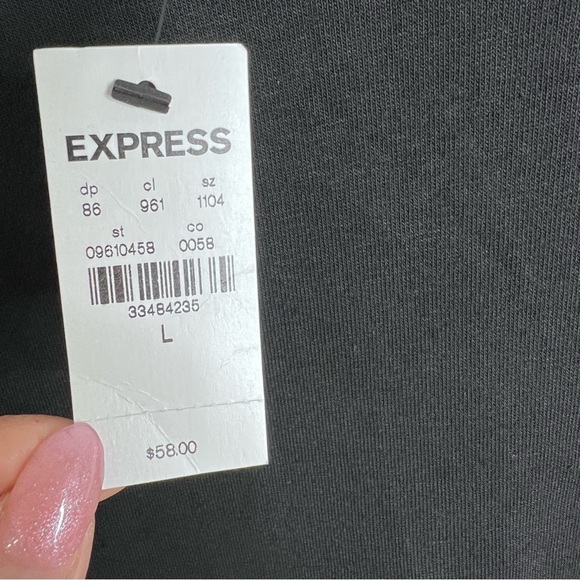 EXPRESS
dp cl sz
86 961 1104
st co
09610458 0058
33484235
L
$58.00